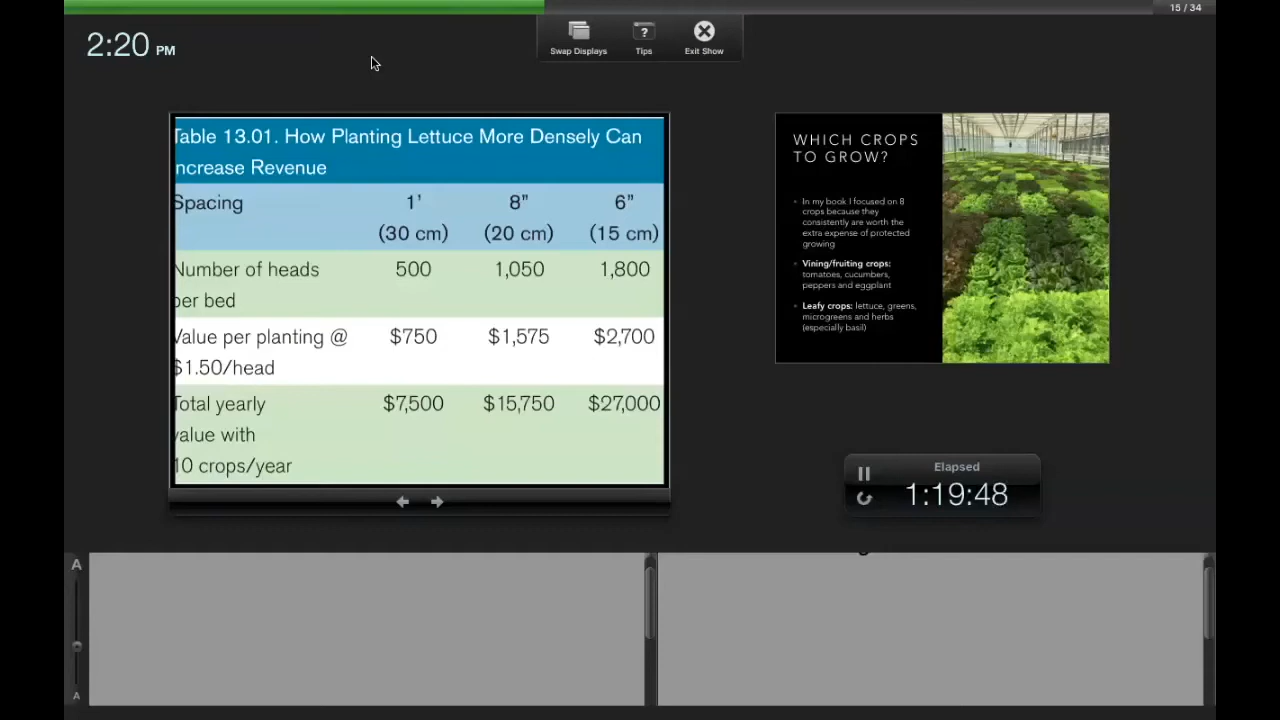 15 / 34
2:20 PM
Swap Displays
Tips
Exit Show
Table 13.01. How Planting Lettuce More Densely Can
Increase Revenue
Spacing 1' 8" 6"
(30 cm) (20 cm) (15 cm)
Number of heads 500 1,050 1,800
per bed
Value per planting @ $750 $1,575 $2,700
$1.50/head
Total yearly $7,500 $15,750 $27,000
value with
10 crops/year
WHICH CROPS
TO GROW?
• In my book I focused on 8
crops because they
consistently are worth the
extra expense of protected
growing
• Vining/fruiting crops:
tomatoes, cucumbers,
peppers and eggplant
• Leafy crops: lettuce, greens,
microgreens and herbs
(especially basil)
Elapsed
1:19:48
A
A